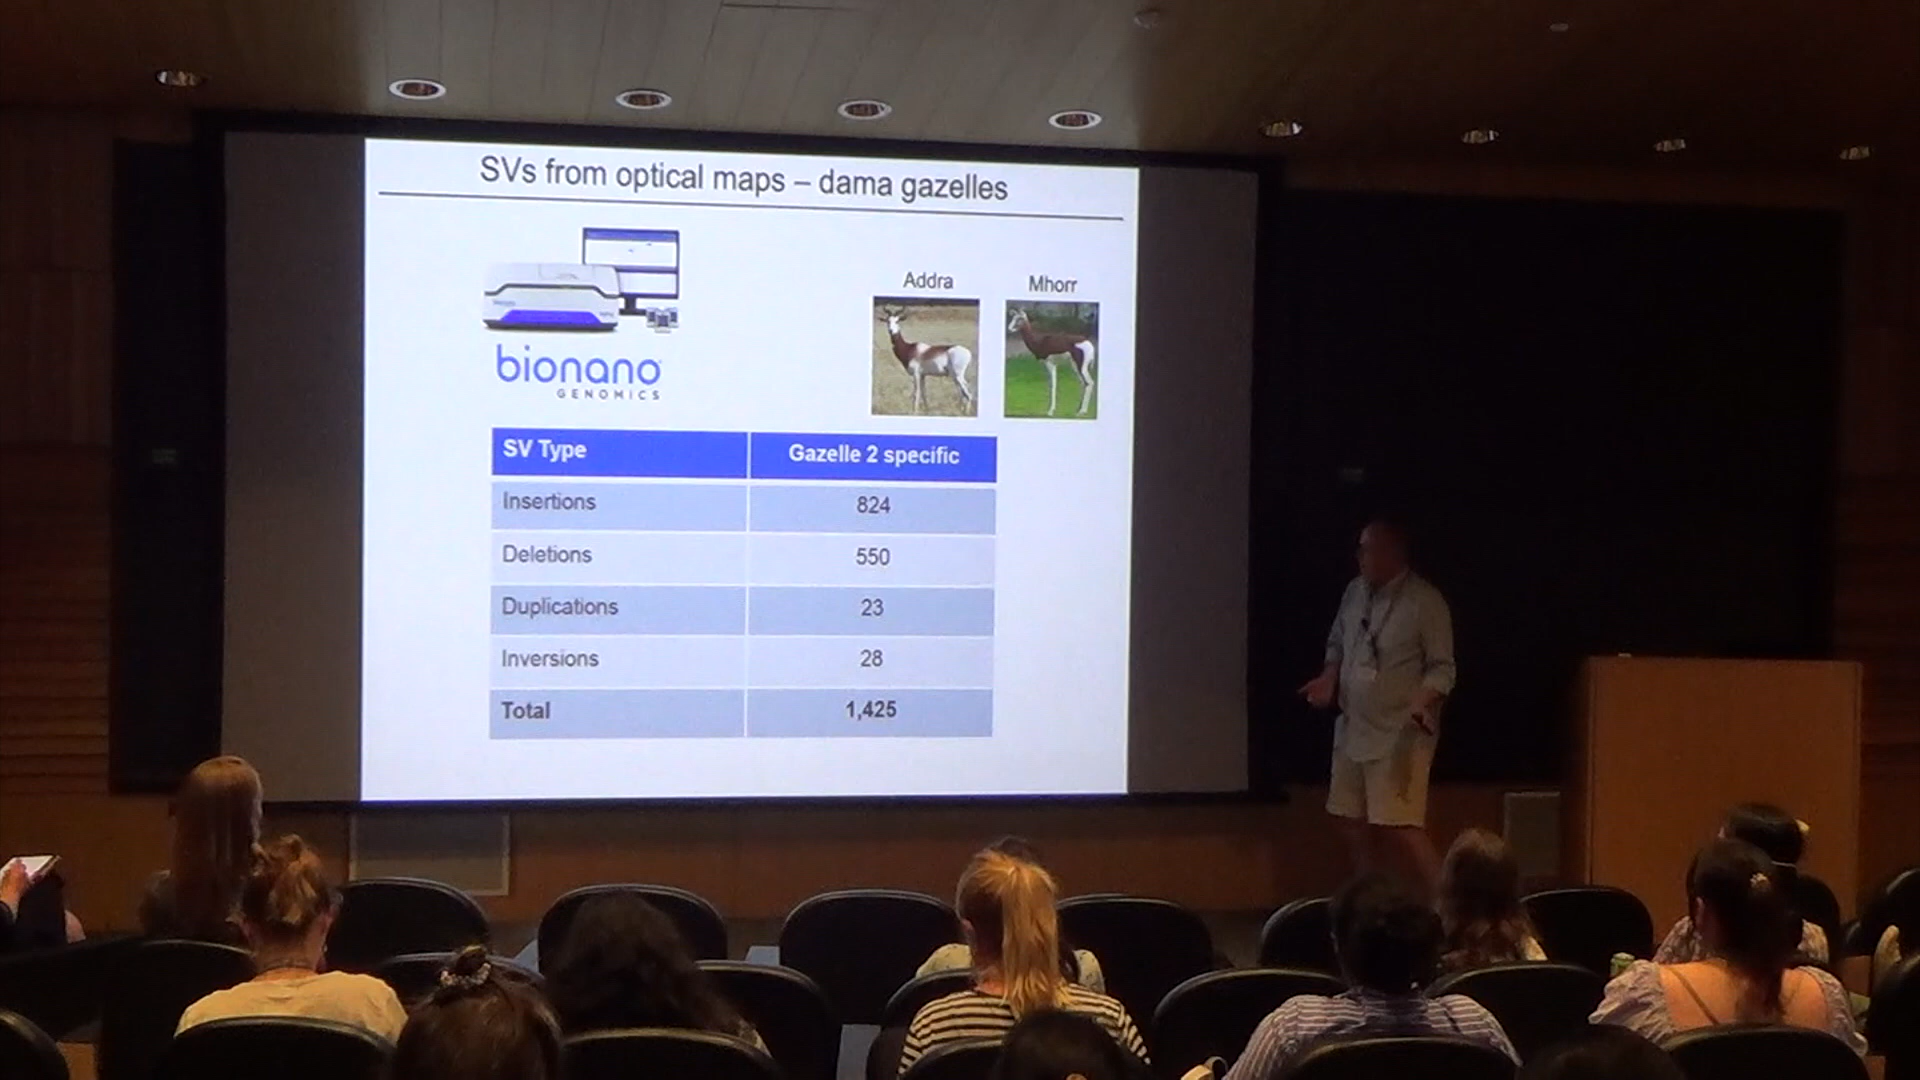 SVs from optical maps – dama gazelles
Addra
Mhorr
bionano
GENOMICS
SV Type
Gazelle 2 specific
Insertions
824
Deletions
550
Duplications
23
Inversions
28
Total
1,425